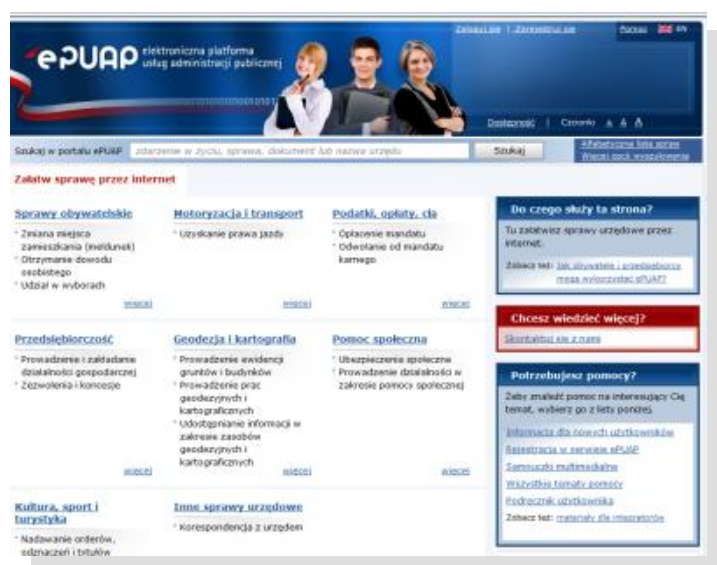 Zaloguj się | Zarejestruj się
Pomoc EN
ePUAP elektroniczna platforma
usług administracji publicznej
Dostępność | Czcionka A A A
Szukaj w portalu ePUAP
zdarzenie w życiu, sprawa, dokument lub nazwa urzędu
Szukaj
Alfabetyczna lista spraw
Więcej opcji wyszukiwania
Załatw sprawę przez internet
Sprawy obywatelskie
Zmiana miejsca
zamieszkania (meldunek)
Otrzymanie dowodu
osobistego
Udział w wyborach
więcej
Motoryzacja i transport
Uzyskanie prawa jazdy
więcej
Podatki, opłaty, cła
Opłacenie mandatu
Odwołanie od mandatu
karnego
więcej
Przedsiębiorczość
Prowadzenie i zakładanie
działalności gospodarczej
Zezwolenia i koncesje
więcej
Geodezja i kartografia
Prowadzenie ewidencji
gruntów i budynków
Prowadzenie prac
geodezyjnych i
kartograficznych
Udostępnianie informacji w
zakresie zasobów
geodezyjnych i
kartograficznych
więcej
Pomoc społeczna
Ubezpieczenia społeczne
Prowadzenie działalności w
zakresie pomocy społecznej
więcej
Kultura, sport i
turystyka
Nadawanie orderów,
odznaczeń i tytułów
Inne sprawy urzędowe
Korespondencja z urzędem
Do czego służy ta strona?
Tu załatwisz sprawy urzędowe przez
internet.
Zobacz też: Jak obywatele i przedsiębiorcy
mogą wykorzystać ePUAP?
Chcesz wiedzieć więcej?
Skontaktuj się z nami
Potrzebujesz pomocy?
Żeby znaleźć pomoc na interesujący Cię
temat, wybierz go z listy poniżej.
Informacja dla nowych użytkowników
Rejestracja w serwisie ePUAP
Samouczki multimedialne
Wszystkie tematy pomocy
Podręcznik użytkownika
Zobacz też: materiały dla integratorów